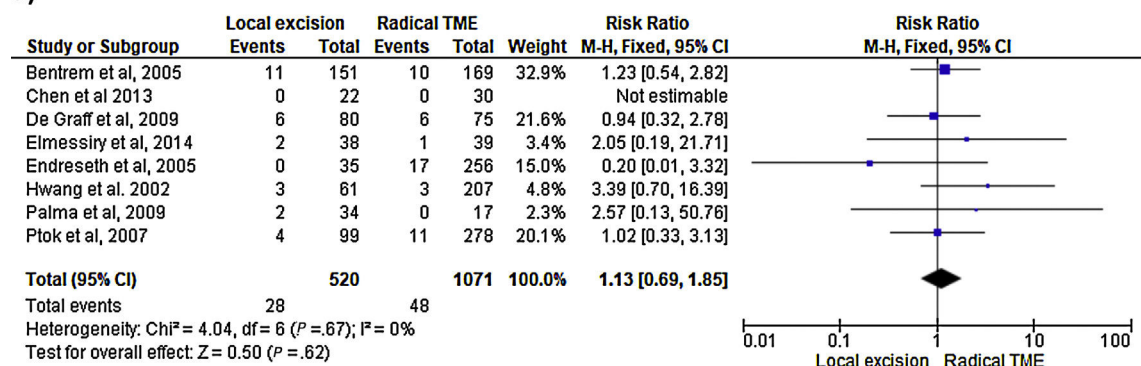 Local excision Radical TME Risk Ratio Risk Ratio
Study or Subgroup Events Total Events Total Weight M-H, Fixed, 95% CI M-H, Fixed, 95% CI
Bentrem et al, 2005 11 151 10 169 32.9% 1.23 [0.54, 2.82]
Chen et al 2013 0 22 0 30 Not estimable
De Graff et al, 2009 6 80 6 75 21.6% 0.94 [0.32, 2.78]
Elmessiry et al, 2014 2 38 1 39 3.4% 2.05 [0.19, 21.71]
Endreseth et al, 2005 0 35 17 256 15.0% 0.20 [0.01, 3.32]
Hwang et al. 2002 3 61 3 207 4.8% 3.39 [0.70, 16.39]
Palma et al, 2009 2 34 0 17 2.3% 2.57 [0.13, 50.76]
Ptok et al, 2007 4 99 11 278 20.1% 1.02 [0.33, 3.13]
Total (95% CI) 520 1071 100.0% 1.13 [0.69, 1.85]
Total events 28 48
Heterogeneity: Chi² = 4.04, df = 6 (P =.67); I² = 0%
Test for overall effect: Z = 0.50 (P =.62)
0.01 0.1 1 10 100
Local excision Radical TME